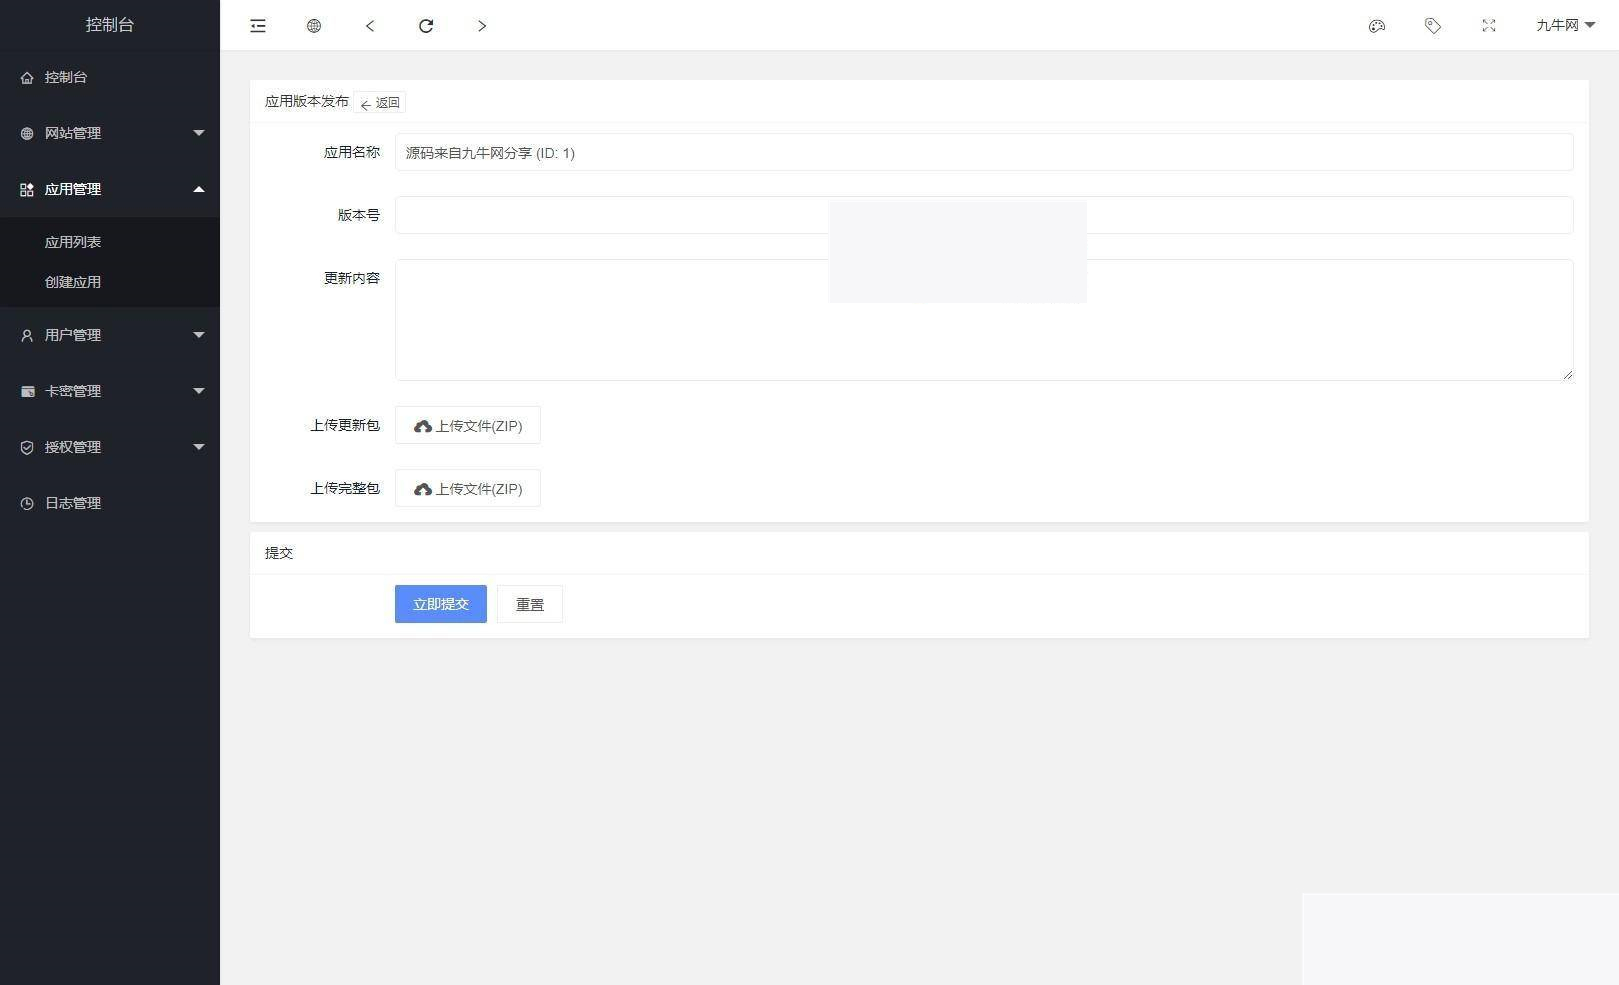 控制台
九牛网
控制台
网站管理
应用管理
应用列表
创建应用
用户管理
卡密管理
授权管理
日志管理
应用版本发布 返回
应用名称 源码来自九牛网分享 (ID: 1)
版本号
更新内容
上传更新包 上传文件(ZIP)
上传完整包 上传文件(ZIP)
提交
立即提交 重置